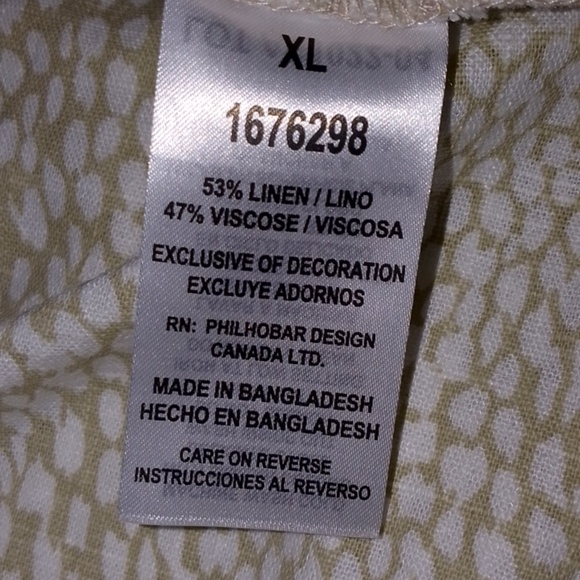 XL
1676298
53% LINEN / LINO
47% VISCOSE / VISCOSA
EXCLUSIVE OF DECORATION
EXCLUYE ADORNOS
RN: PHILHOBAR DESIGN
CANADA LTD.
MADE IN BANGLADESH
HECHO EN BANGLADESH
CARE ON REVERSE
INSTRUCCIONES AL REVERSO